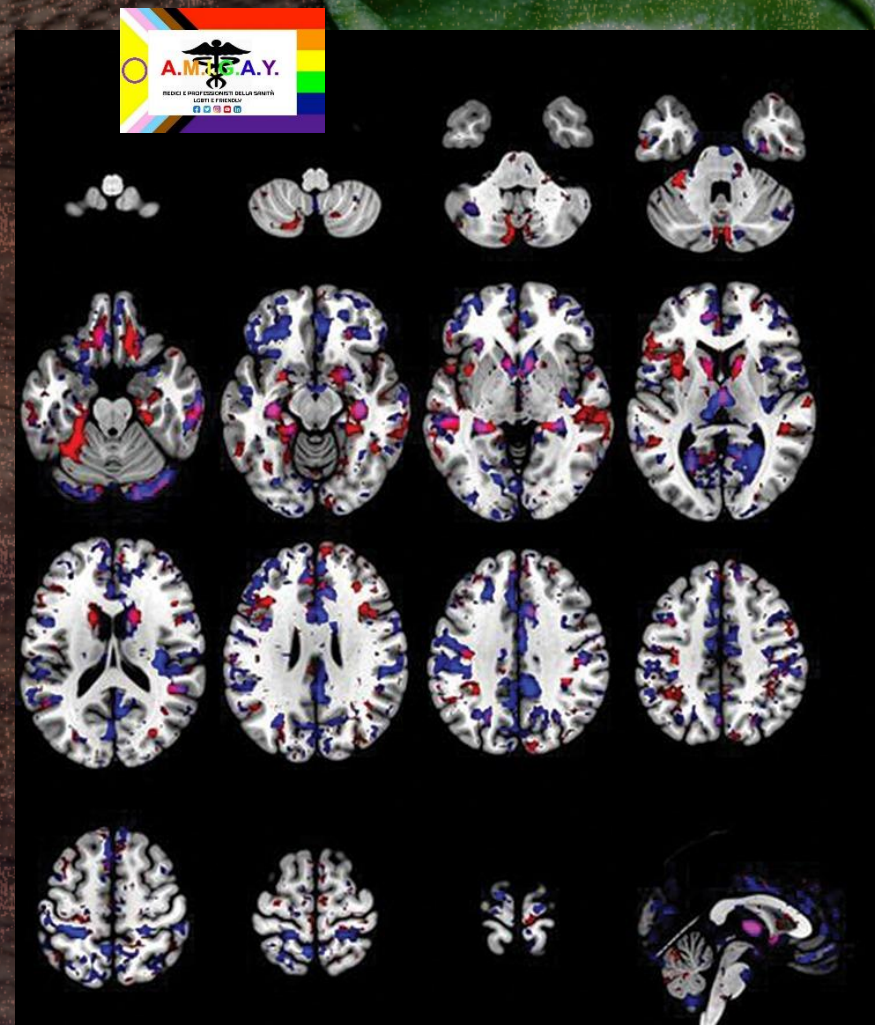 A.M.I.G.A.Y.
MEDICI E PROFESSIONISTI DELLA SANITÀ
LGBTI E FRIENDLY